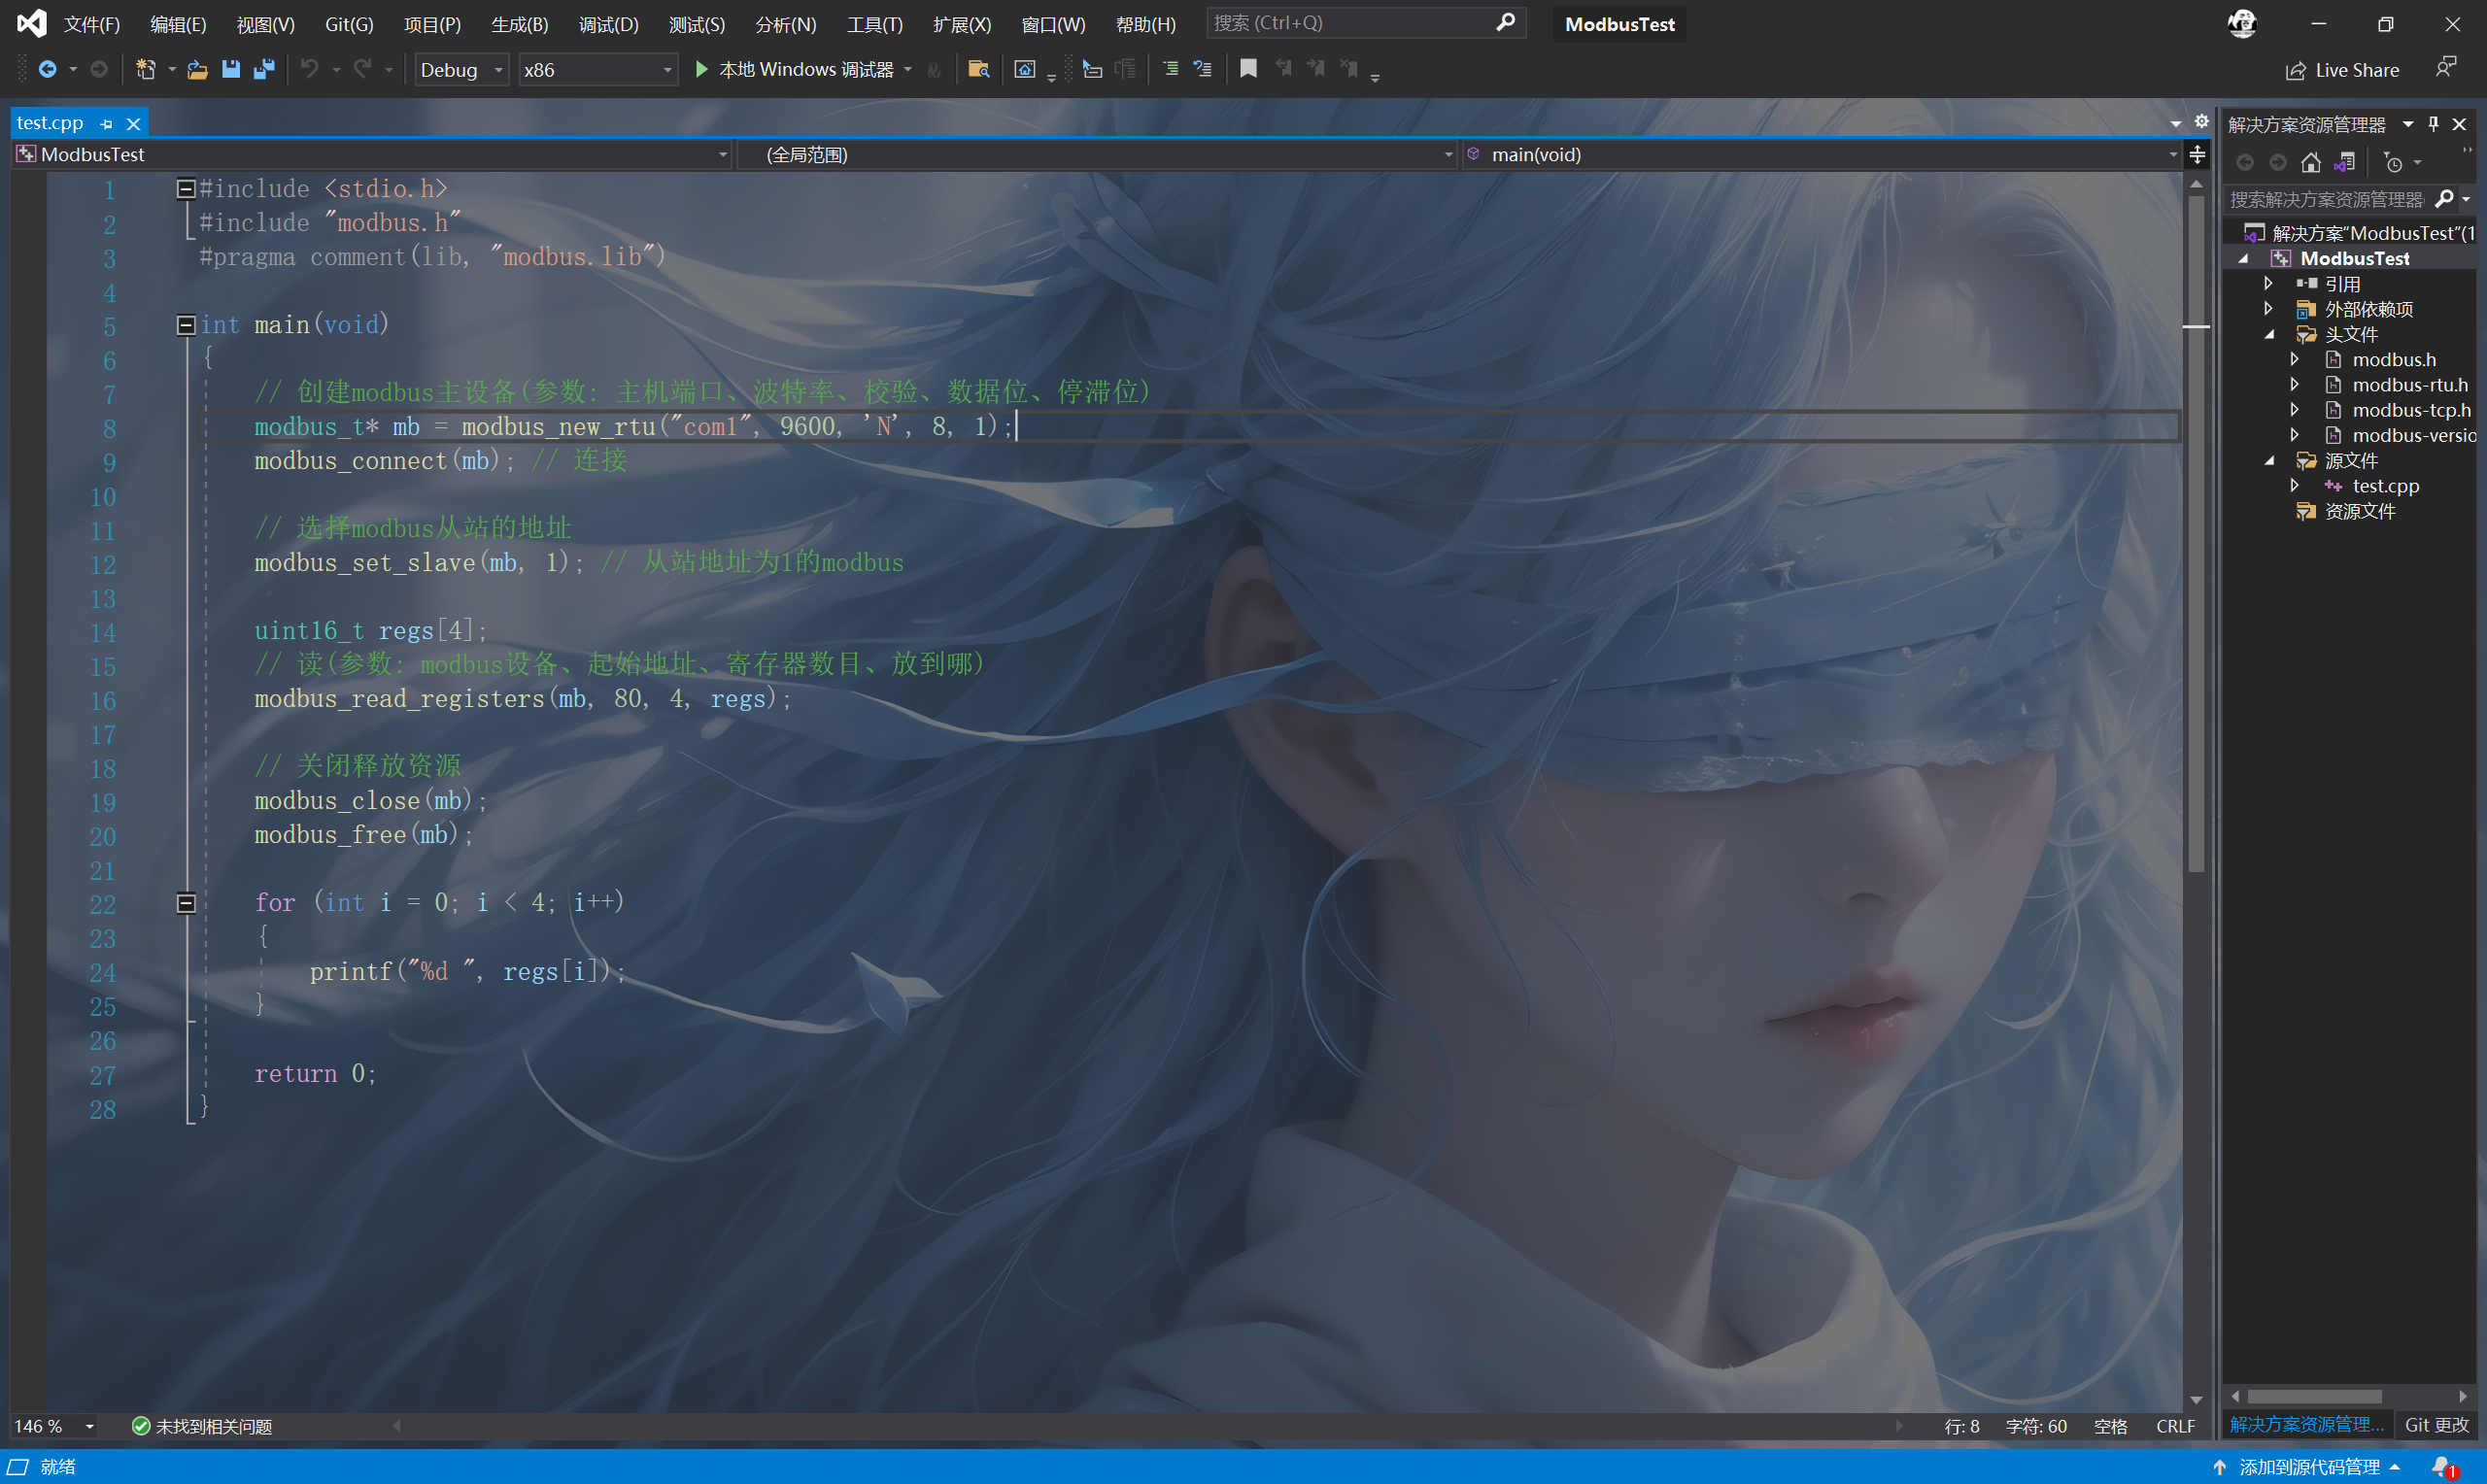 文件(F) 编辑(E) 视图(V) Git(G) 项目(P) 生成(B) 调试(D) 测试(S) 分析(N) 工具(T) 扩展(X) 窗口(W) 帮助(H) 搜索 (Ctrl+Q) ModbusTest
Debug x86 本地 Windows 调试器 Live Share
test.cpp
ModbusTest (全局范围) main(void)
1 #include <stdio.h>
2 #include "modbus.h"
3 #pragma comment(lib, "modbus.lib")
4
5 int main(void)
6 {
7 // 创建modbus主设备(参数: 主机端口、波特率、校验、数据位、停滞位)
8 modbus_t* mb = modbus_new_rtu("com1", 9600, 'N', 8, 1);
9 modbus_connect(mb); // 连接
10
11 // 选择modbus从站的地址
12 modbus_set_slave(mb, 1); // 从站地址为1的modbus
13
14 uint16_t regs[4];
15 // 读(参数: modbus设备、起始地址、寄存器数目、放到哪)
16 modbus_read_registers(mb, 80, 4, regs);
17
18 // 关闭释放资源
19 modbus_close(mb);
20 modbus_free(mb);
21
22 for (int i = 0; i < 4; i++)
23 {
24 printf("%d ", regs[i]);
25 }
26
27 return 0;
28 }
146 % 未找到相关问题 行: 8 字符: 60 空格 CRLF
解决方案资源管理器
搜索解决方案资源管理器(
解决方案"ModbusTest"(1
ModbusTest
引用
外部依赖项
头文件
modbus.h
modbus-rtu.h
modbus-tcp.h
modbus-versio
源文件
test.cpp
资源文件
解决方案资源管理... Git 更改
就绪 添加到源代码管理 1